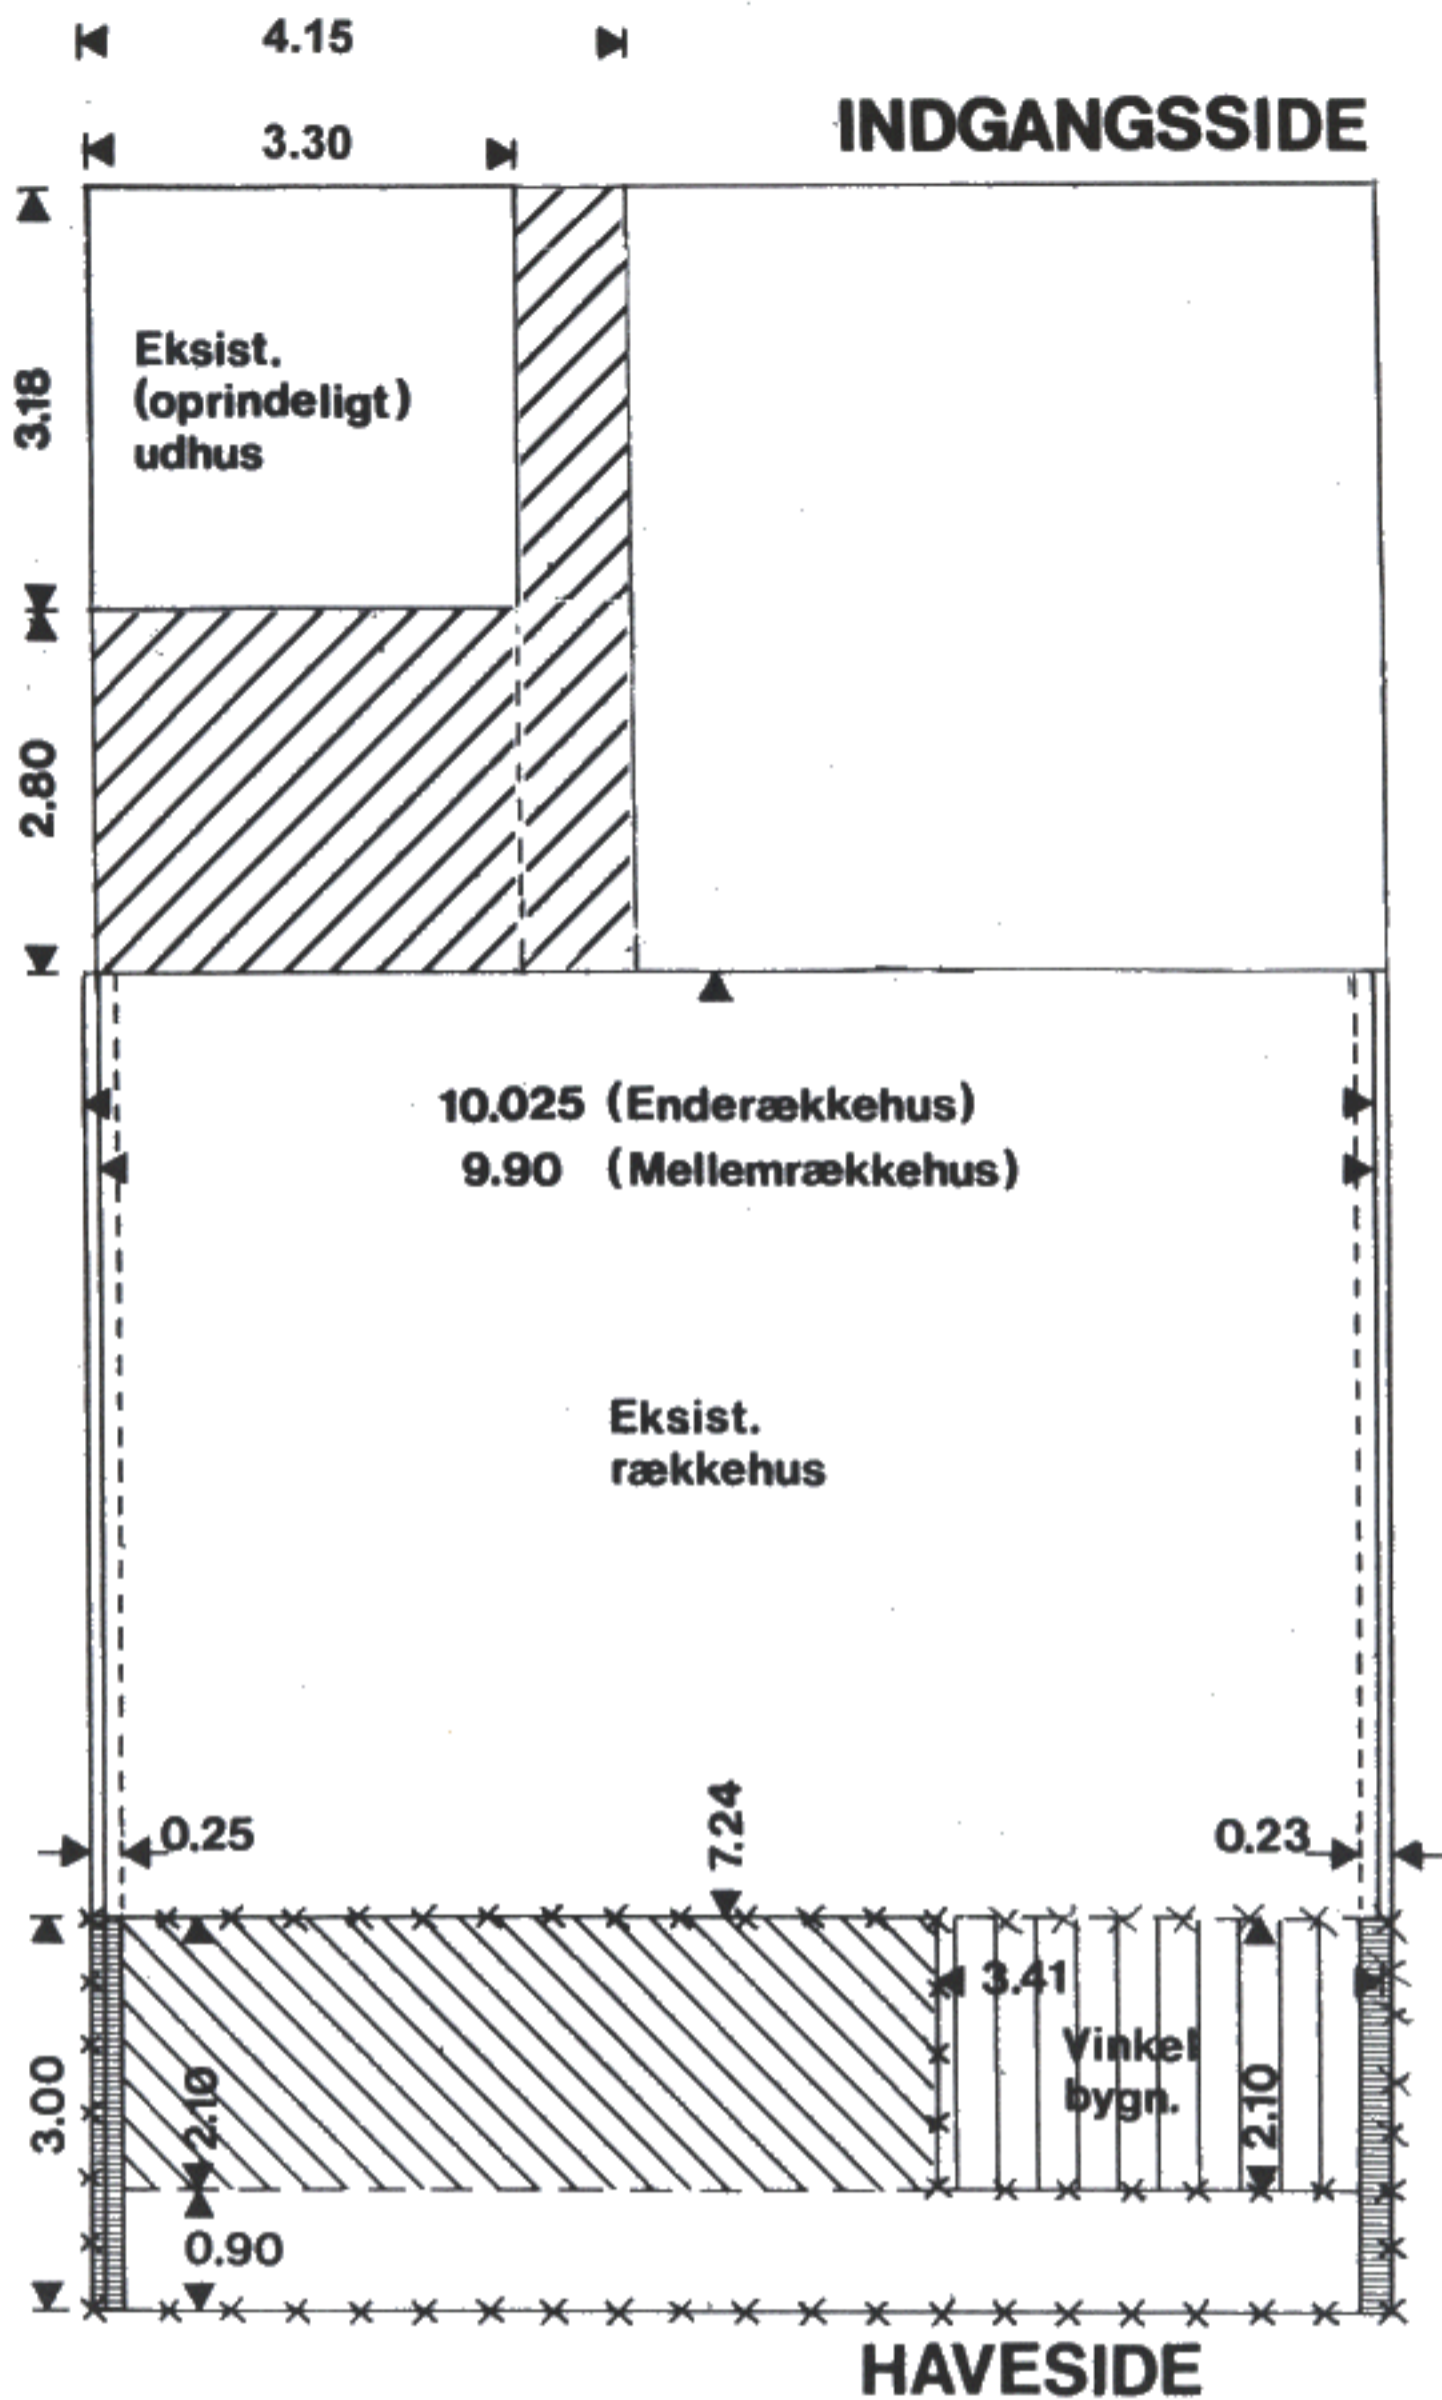 4.15
INDGANGSSIDE
3.30
Eksist.
(oprindeligt)
udhus
3.18
2.80
10.025 (Enderækkehus)
9.90 (Mellemrækkehus)
Eksist.
rækkehus
7.24
0.25
0.23
3.41
Vinkel
bygn.
2.10
2.10
3.00
0.90
HAVESIDE